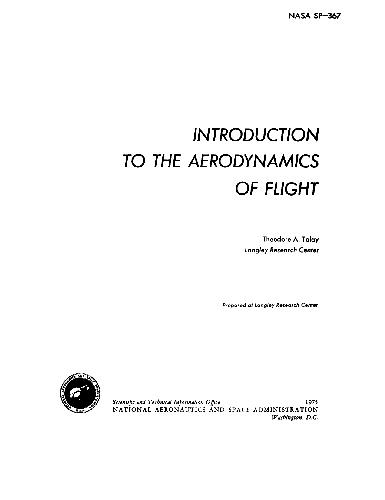 NASA SP-367
INTRODUCTION
TO THE AERODYNAMICS
OF FLIGHT
Theodore A. Talay
Langley Research Center
Prepared at Langley Research Center
Scientific and Technical Information Office 1975
NATIONAL AERONAUTICS AND SPACE ADMINISTRATION
Washington, D.C.